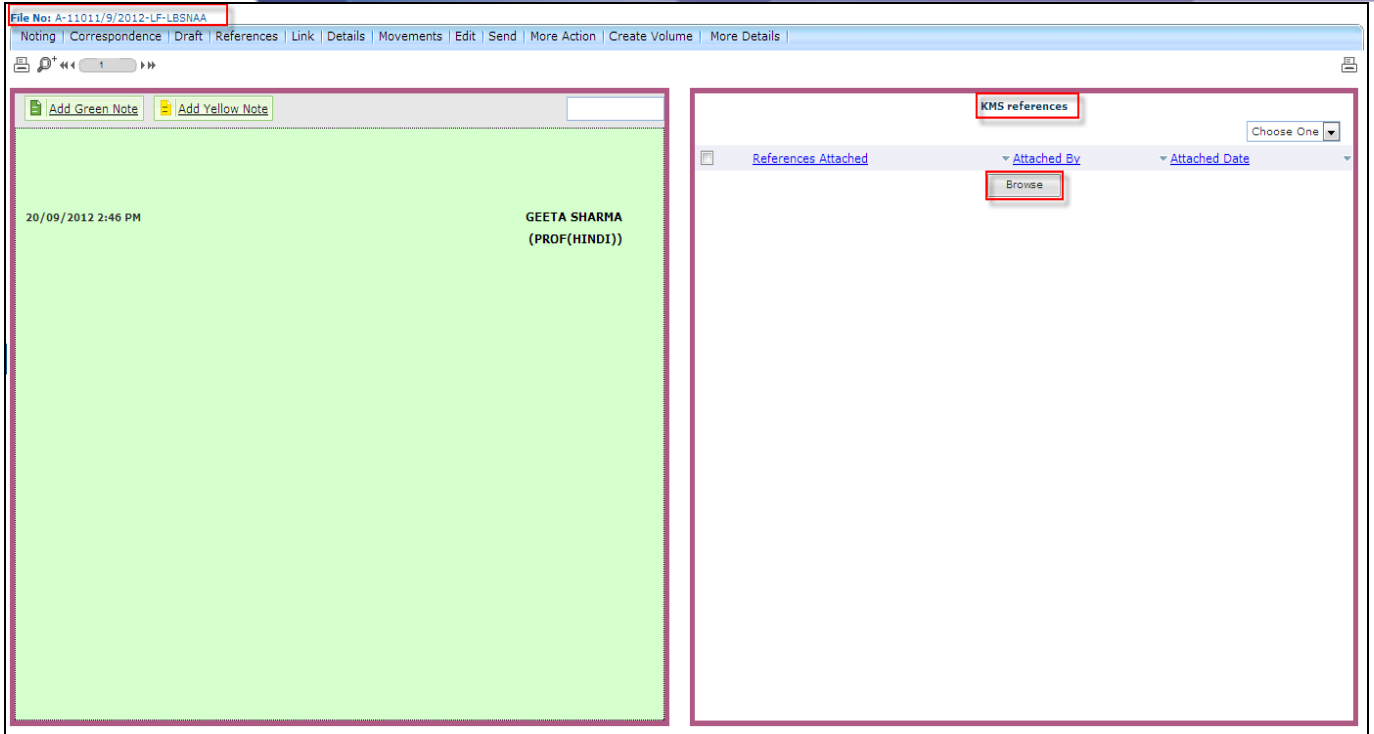 File No: A-11011/9/2012-LF-LBSNAA
Noting | Correspondence | Draft | References | Link | Details | Movements | Edit | Send | More Action | Create Volume | More Details |
1
Add Green Note
Add Yellow Note
20/09/2012 2:46 PM
GEETA SHARMA
(PROF(HINDI))
KMS references
Choose One
References Attached
Attached By
Attached Date
Browse